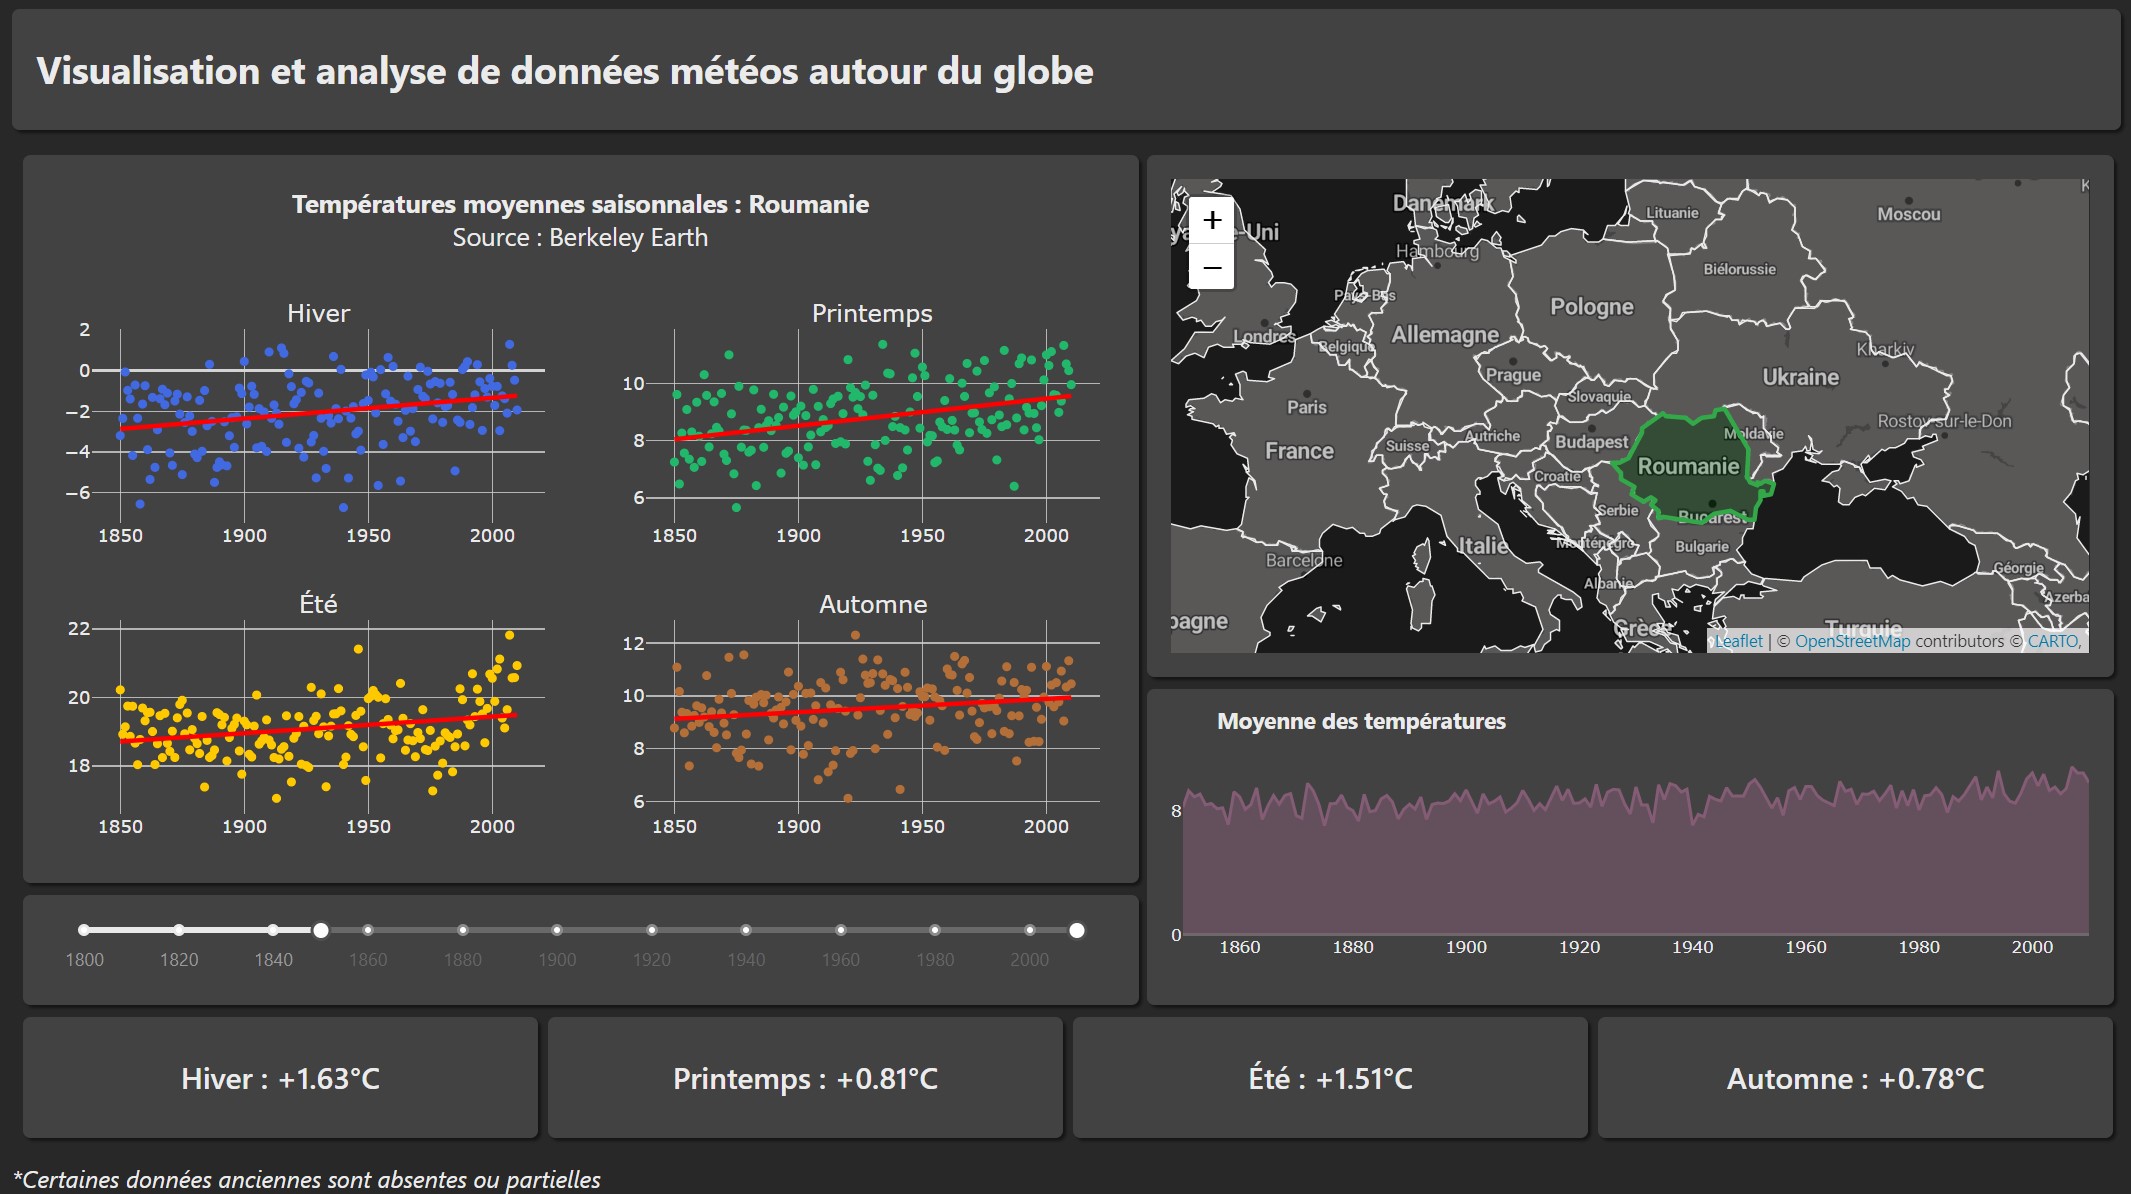 Visualisation et analyse de données météos autour du globe
Températures moyennes saisonnales : Roumanie
Source : Berkeley Earth
Hiver
2
0
−2
−4
−6
1850
1900
1950
2000
Printemps
10
8
6
1850
1900
1950
2000
Été
22
20
18
1850
1900
1950
2000
Automne
12
10
8
6
1850
1900
1950
2000
1800
1820
1840
1860
1880
1900
1920
1940
1960
1980
2000
+
−
Danemark
Lituanie
Moscou
Hambourg
Biélorussie
Pays-Bas
Pologne
Londres
Allemagne
Belgique
Kharkiv
Prague
Ukraine
Slovaquie
Paris
Rostov-sur-le-Don
Autriche
Budapest
Moldavie
France
Suisse
Roumanie
Croatie
Serbie
Bucarest
Italie
Monténégro
Bulgarie
Barcelone
Géorgie
Albanie
Azerba
pagne
Grèce
Turquie
Leaflet | © OpenStreetMap contributors © CARTO,
Moyenne des températures
8
0
1860
1880
1900
1920
1940
1960
1980
2000
Hiver : +1.63°C
Printemps : +0.81°C
Été : +1.51°C
Automne : +0.78°C
*Certaines données anciennes sont absentes ou partielles